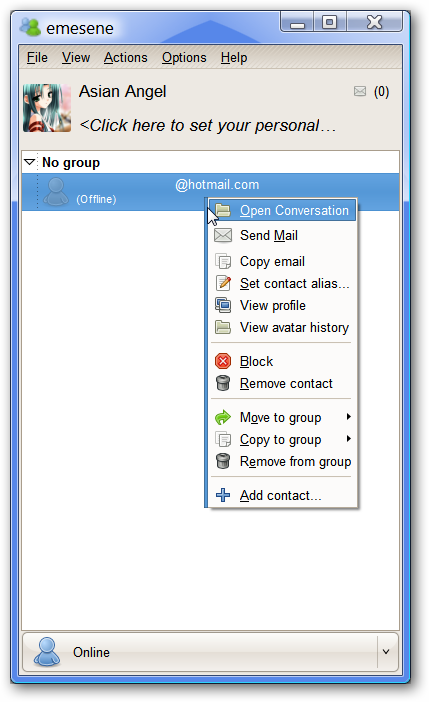 emesene
File View Actions Options Help
Asian Angel (0)
<Click here to set your personal…
No group
@hotmail.com
(Offline)
Open Conversation
Send Mail
Copy email
Set contact alias...
View profile
View avatar history
Block
Remove contact
Move to group
Copy to group
Remove from group
Add contact...
Online